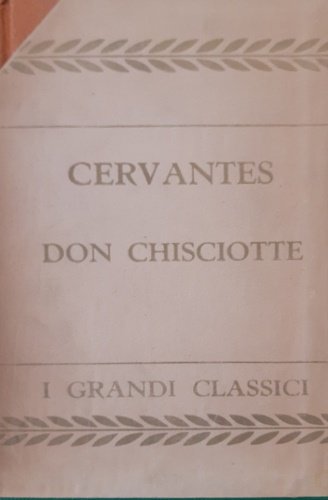 CERVANTES
DON CHISCIOTTE
I GRANDI CLASSICI